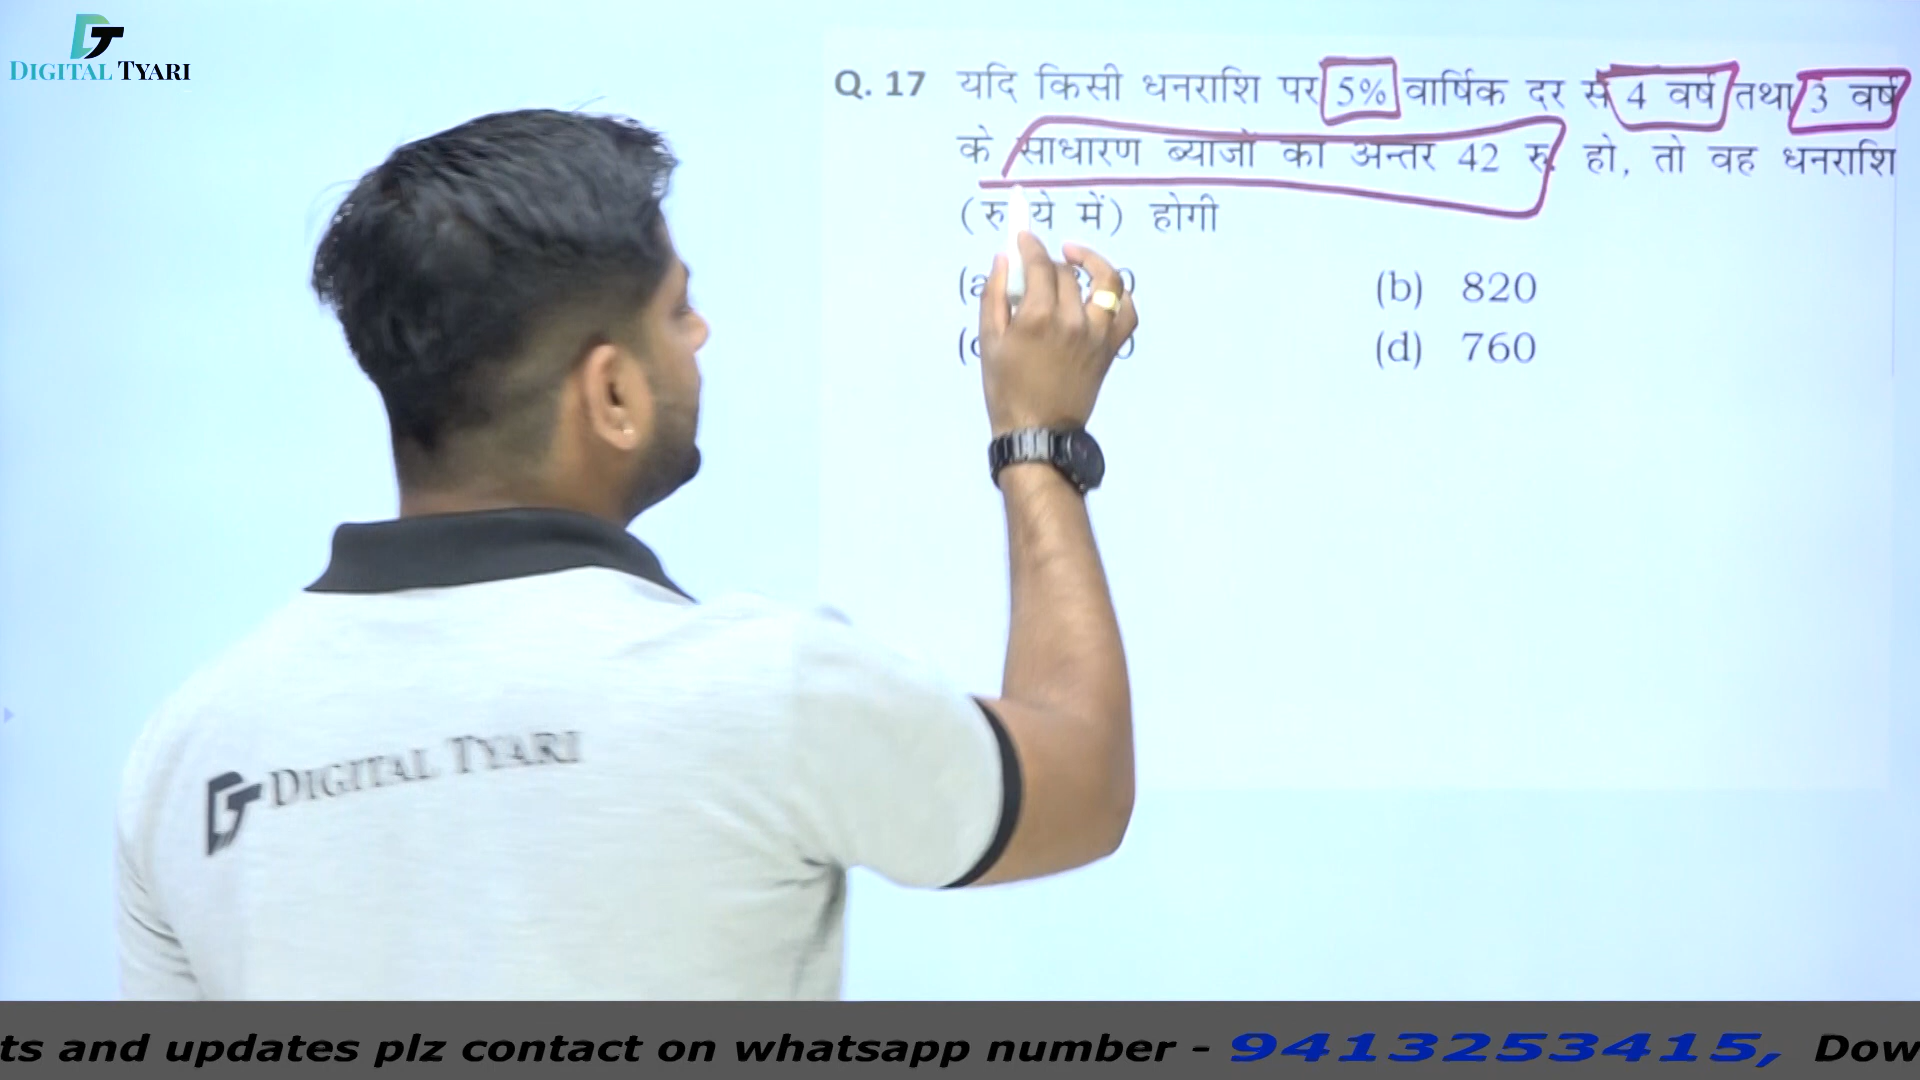 DIGITAL TYARI
Q. 17 यदि किसी धनराशि पर 5% वार्षिक दर से 4 वर्ष तथा 3 वर्ष
के साधारण ब्याजों का अन्तर 42 रु. हो, तो वह धनराशि
में) होगी
(b) 820
(d) 760
DIGITAL TYARI
ts and updates plz contact on whatsapp number - 9413253415, Dow